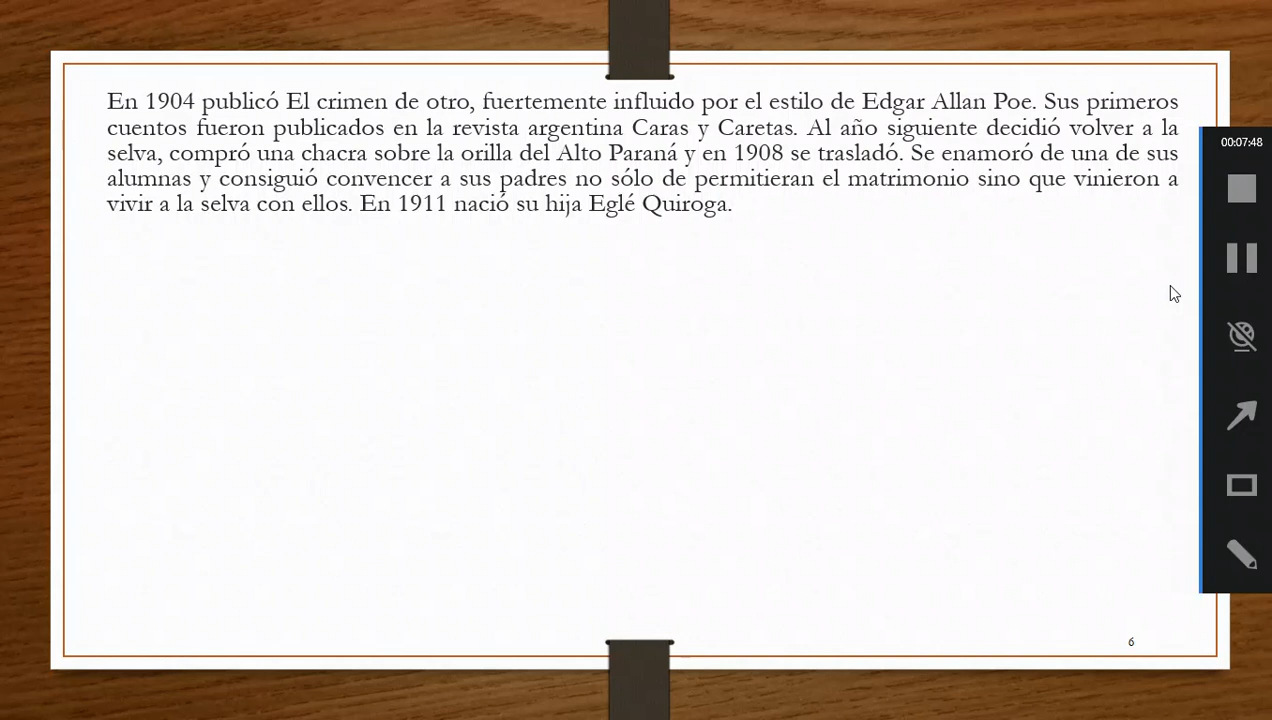 En 1904 publicó El crimen de otro, fuertemente influido por el estilo de Edgar Allan Poe. Sus primeros
cuentos fueron publicados en la revista argentina Caras y Caretas. Al año siguiente decidió volver a la
selva, compró una chacra sobre la orilla del Alto Paraná y en 1908 se trasladó. Se enamoró de una de sus
alumnas y consiguió convencer a sus padres no sólo de permitieran el matrimonio sino que vinieron a
vivir a la selva con ellos. En 1911 nació su hija Eglé Quiroga.
00:07:48
6